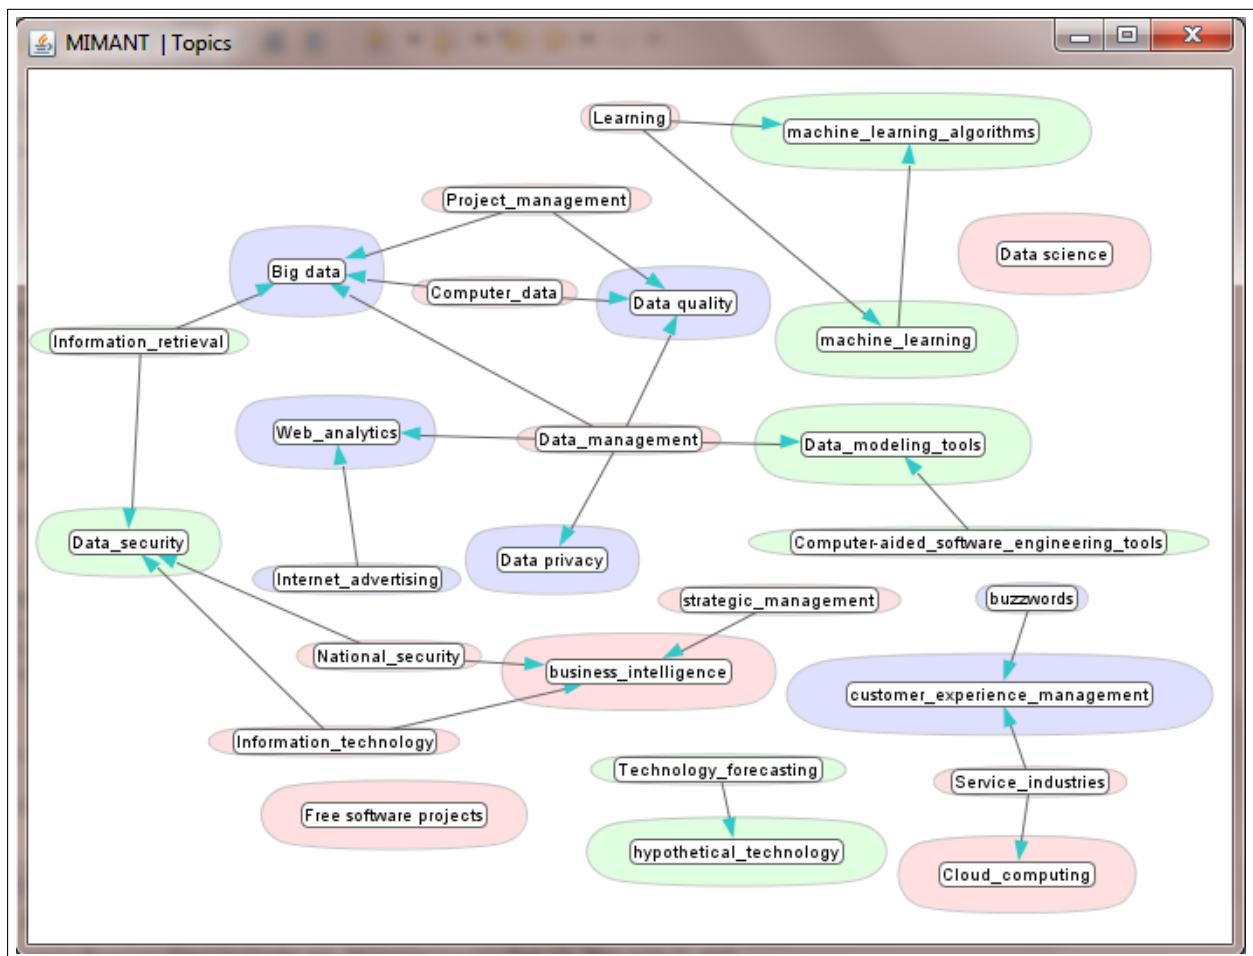 MIMANT | Topics
Learning
machine_learning_algorithms
Project_management
Data science
Big data
Computer_data
Data quality
Information_retrieval
machine_learning
Web_analytics
Data_management
Data_modeling_tools
Data_security
Computer-aided_software_engineering_tools
Data privacy
Internet_advertising
strategic_management
buzzwords
National_security
business_intelligence
customer_experience_management
Information_technology
Technology_forecasting
Service_industries
Free software projects
hypothetical_technology
Cloud_computing